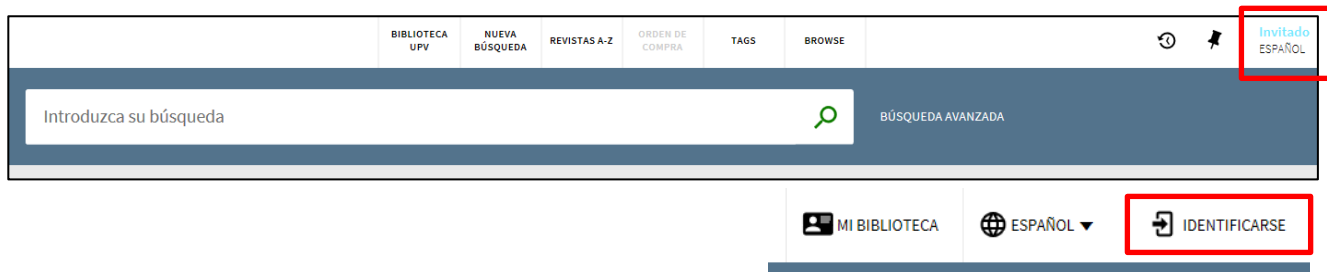 BIBLIOTECA UPV
NUEVA BÚSQUEDA
REVISTAS A-Z
ORDEN DE COMPRA
TAGS
BROWSE
Invitado
ESPAÑOL
Introduzca su búsqueda
BÚSQUEDA AVANZADA
MI BIBLIOTECA
ESPAÑOL
IDENTIFICARSE